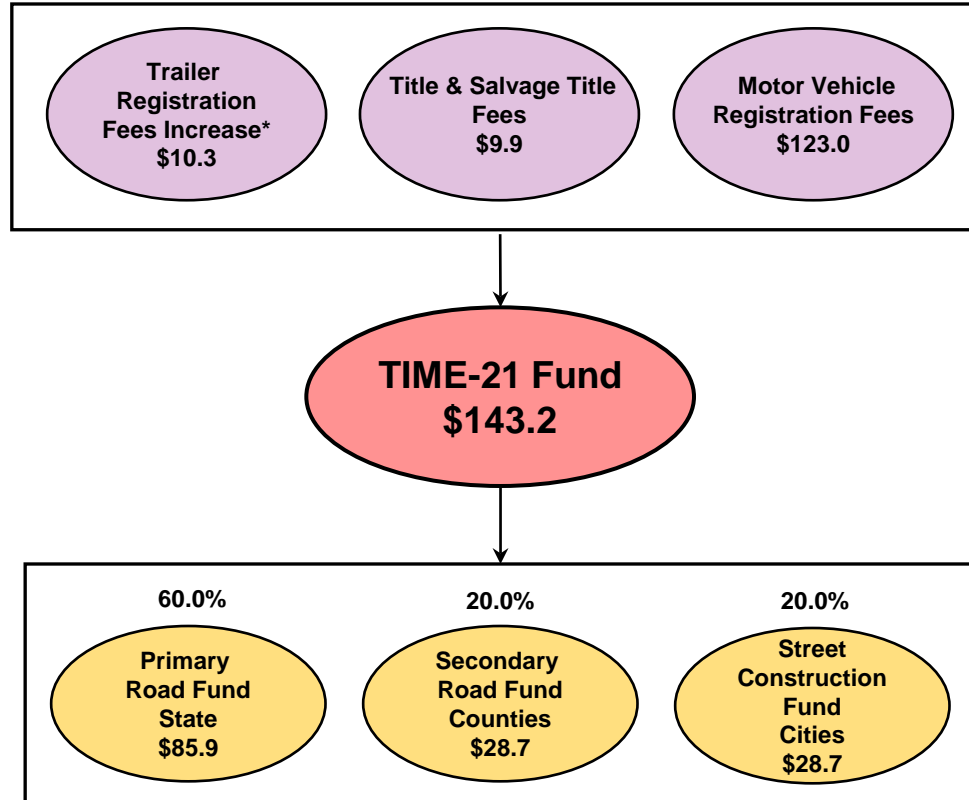 Trailer
Registration
Fees Increase*
$10.3
Title & Salvage Title
Fees
$9.9
Motor Vehicle
Registration Fees
$123.0
TIME-21 Fund
$143.2
60.0%
20.0%
20.0%
Primary
Road Fund
State
$85.9
Secondary
Road Fund
Counties
$28.7
Street
Construction
Fund
Cities
$28.7